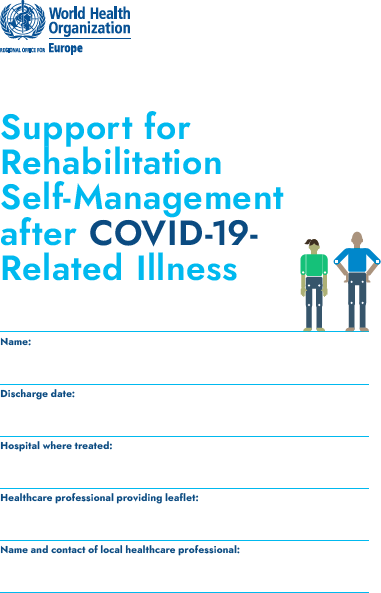 World Health
Organization
REGIONAL OFFICE FOR Europe
Support for
Rehabilitation
Self-Management
after COVID-19-
Related Illness
Name:
Discharge date:
Hospital where treated:
Healthcare professional providing leaflet:
Name and contact of local healthcare professional: